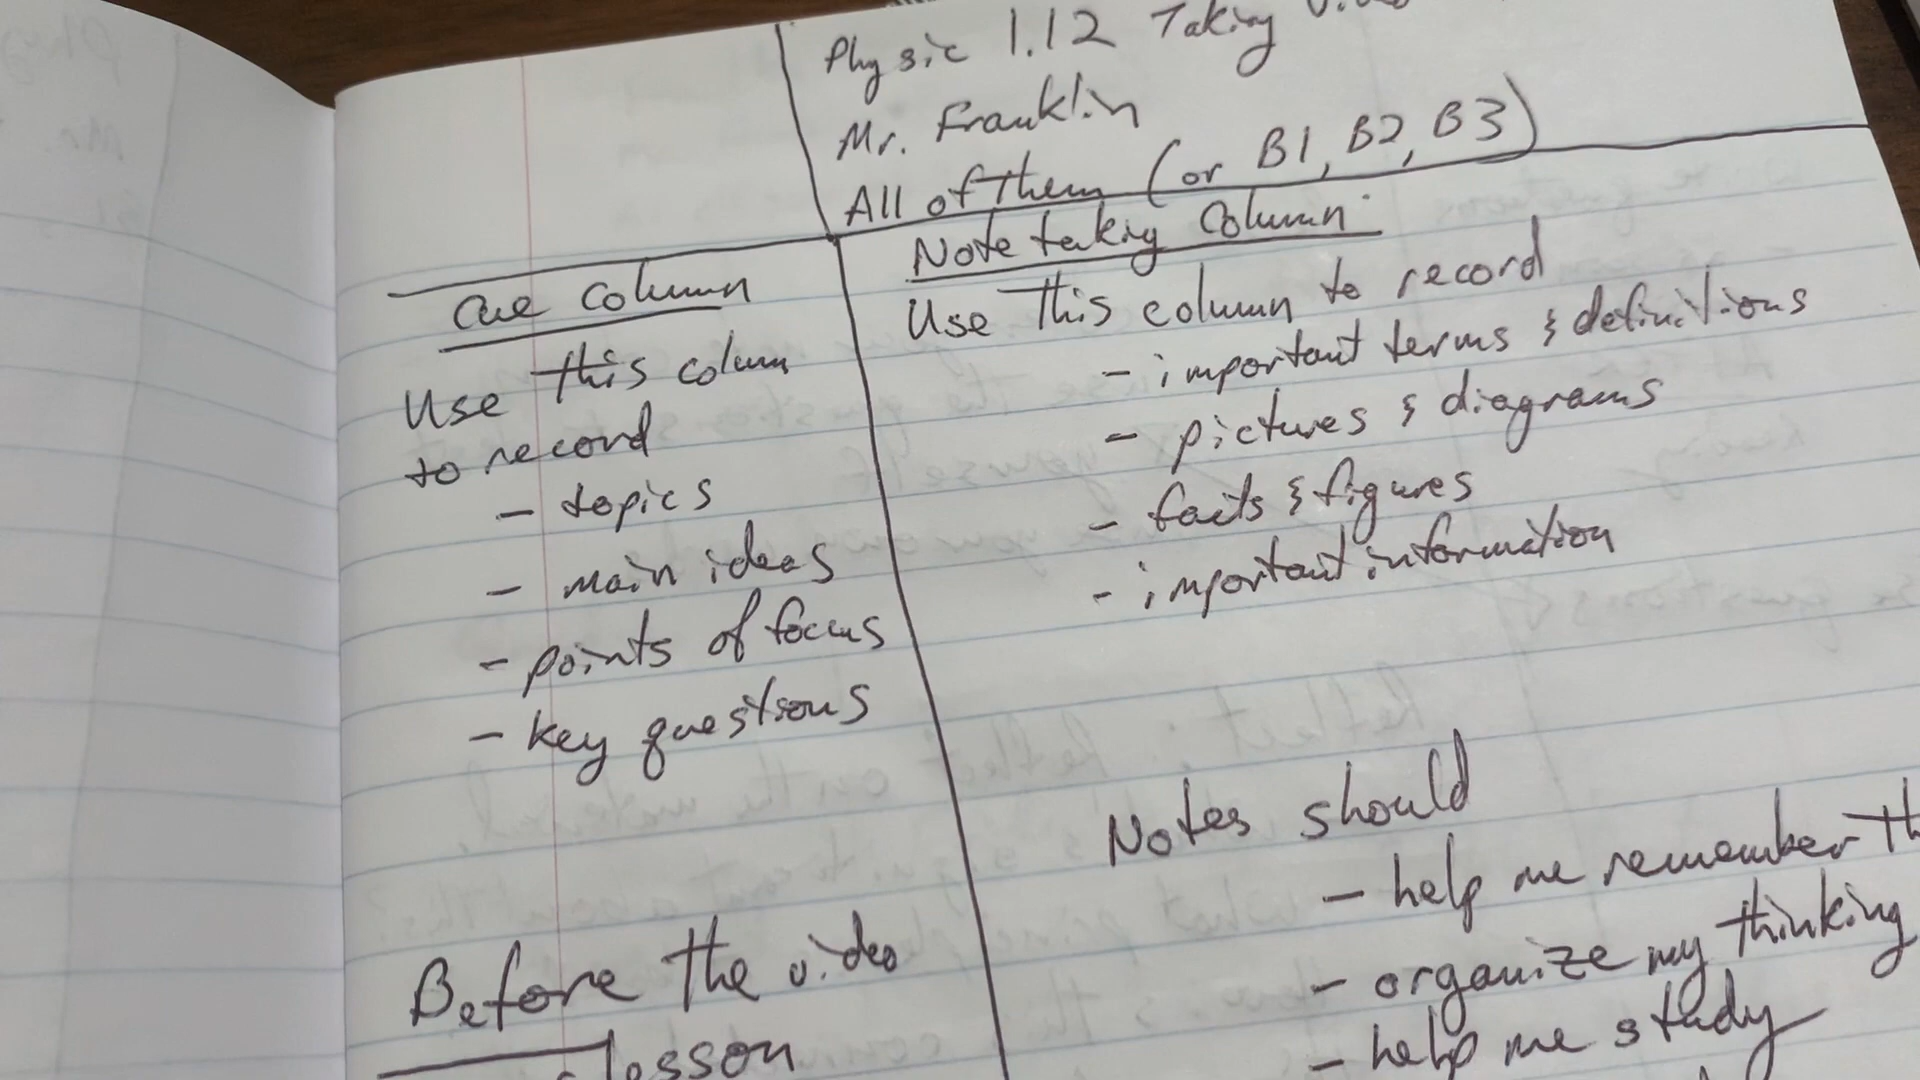 Physic 1.12 Taking
Mr. Franklin
All of Them (or B1, B2, B3)
Cue Column
Use this colum
to record
- topics
- main ideas
- points of focus
- key questions
Before the video
lesson
Note taking Column
Use This column to record
- important terms & definitions
- pictures & diagrams
- facts & figures
- important information
Notes should
- help me remember
- organize my thinking
- help me study